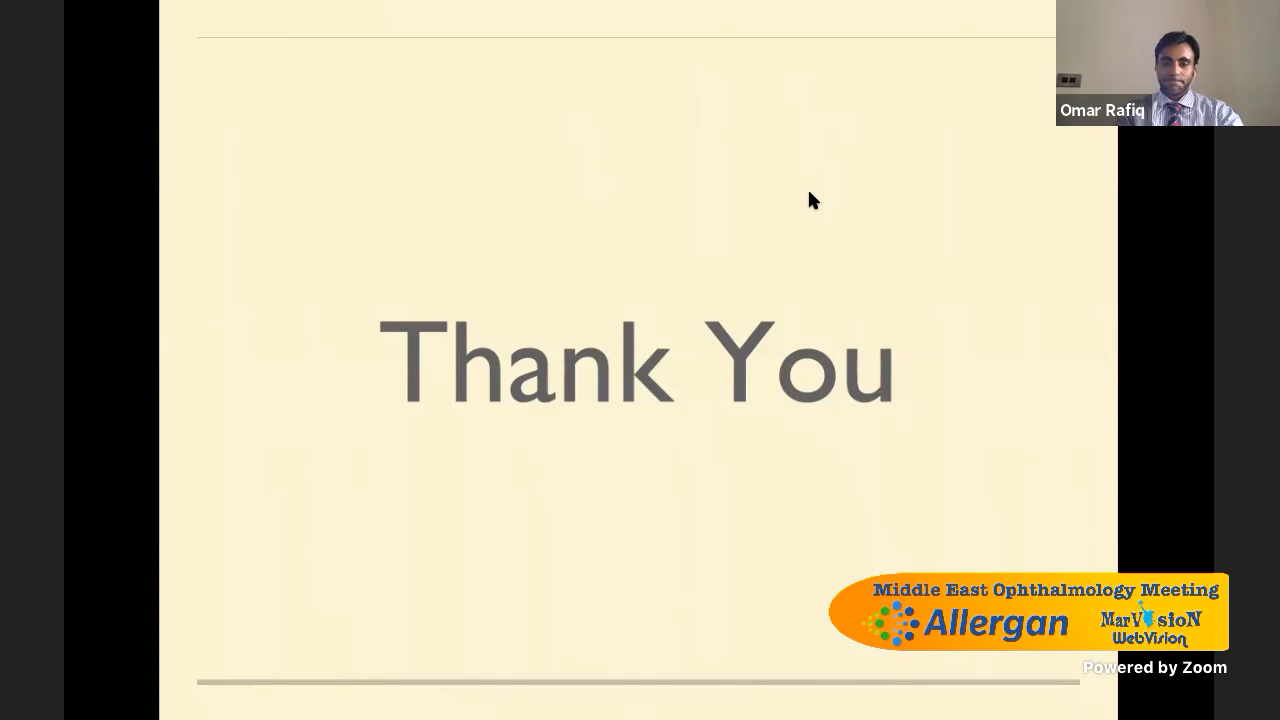 Omar Rafiq
Thank You
Middle East Ophthalmology Meeting
Allergan
MarVisioN
WebVision
Powered by Zoom